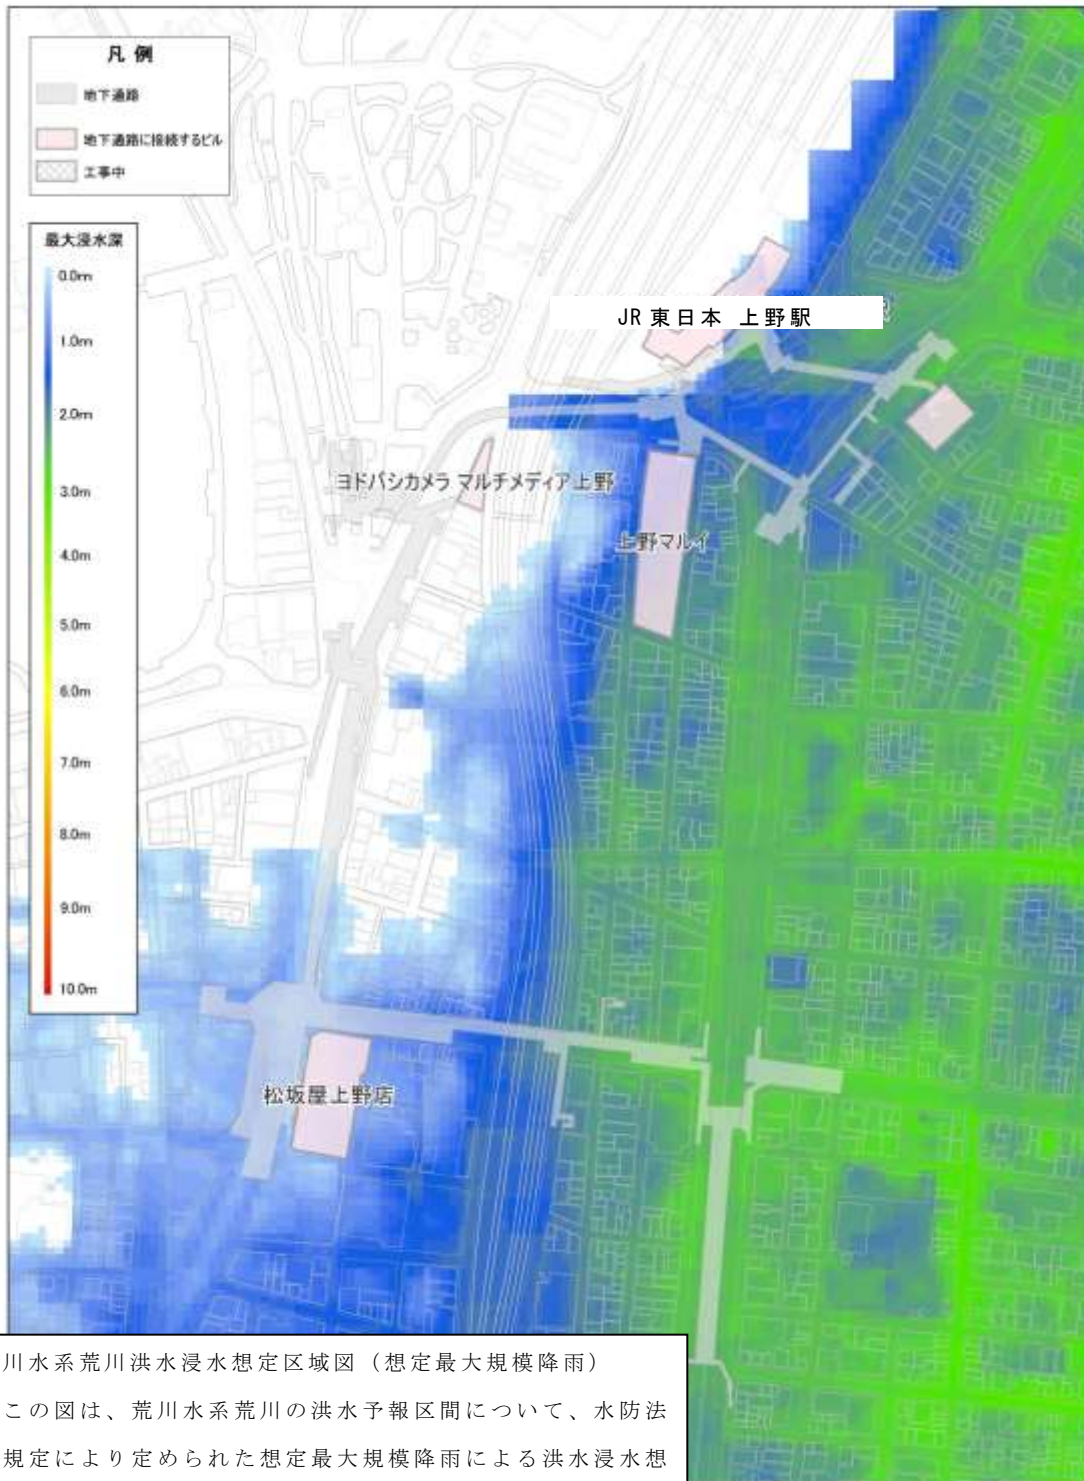 凡 例
地下通路
地下通路に接続するビル
工事中
最大浸水深
0.0m
1.0m
2.0m
3.0m
4.0m
5.0m
6.0m
7.0m
8.0m
9.0m
10.0m
JR 東日本 上野駅
ヨドバシカメラ マルチメディア上野
上野マルイ
松坂屋上野店
川水系荒川洪水浸水想定区域図（想定最大規模降雨）
この図は、荒川水系荒川の洪水予報区間について、水防法
規定により定められた想定最大規模降雨による洪水浸水想